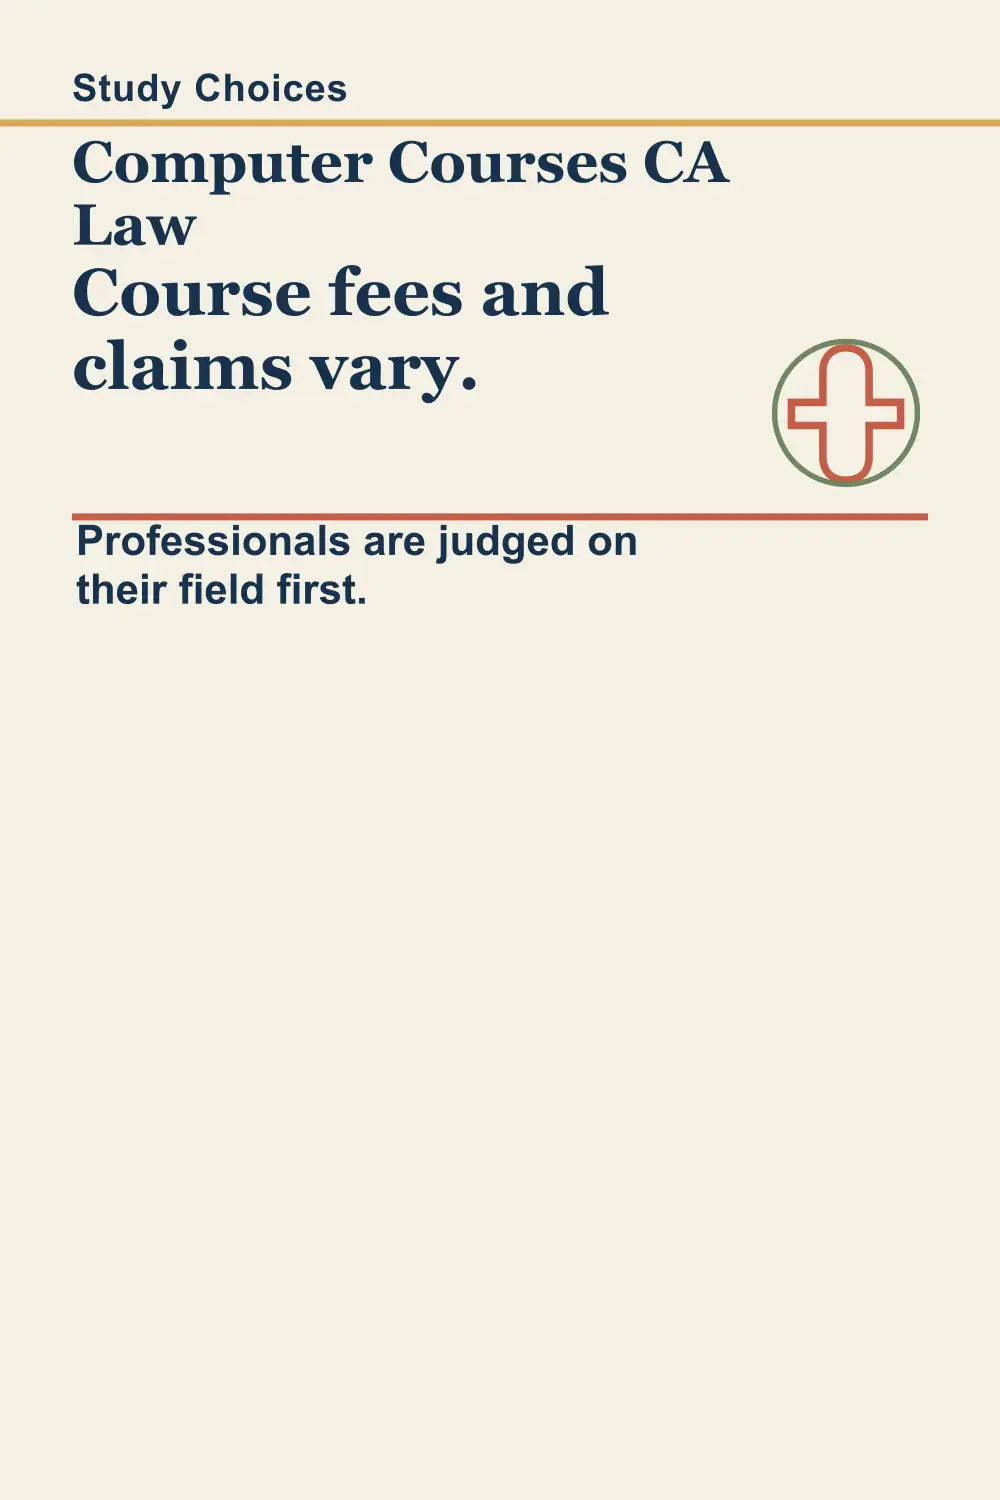 Study Choices
Computer Courses CA
Law
Course fees and
claims vary.
Professionals are judged on
their field first.